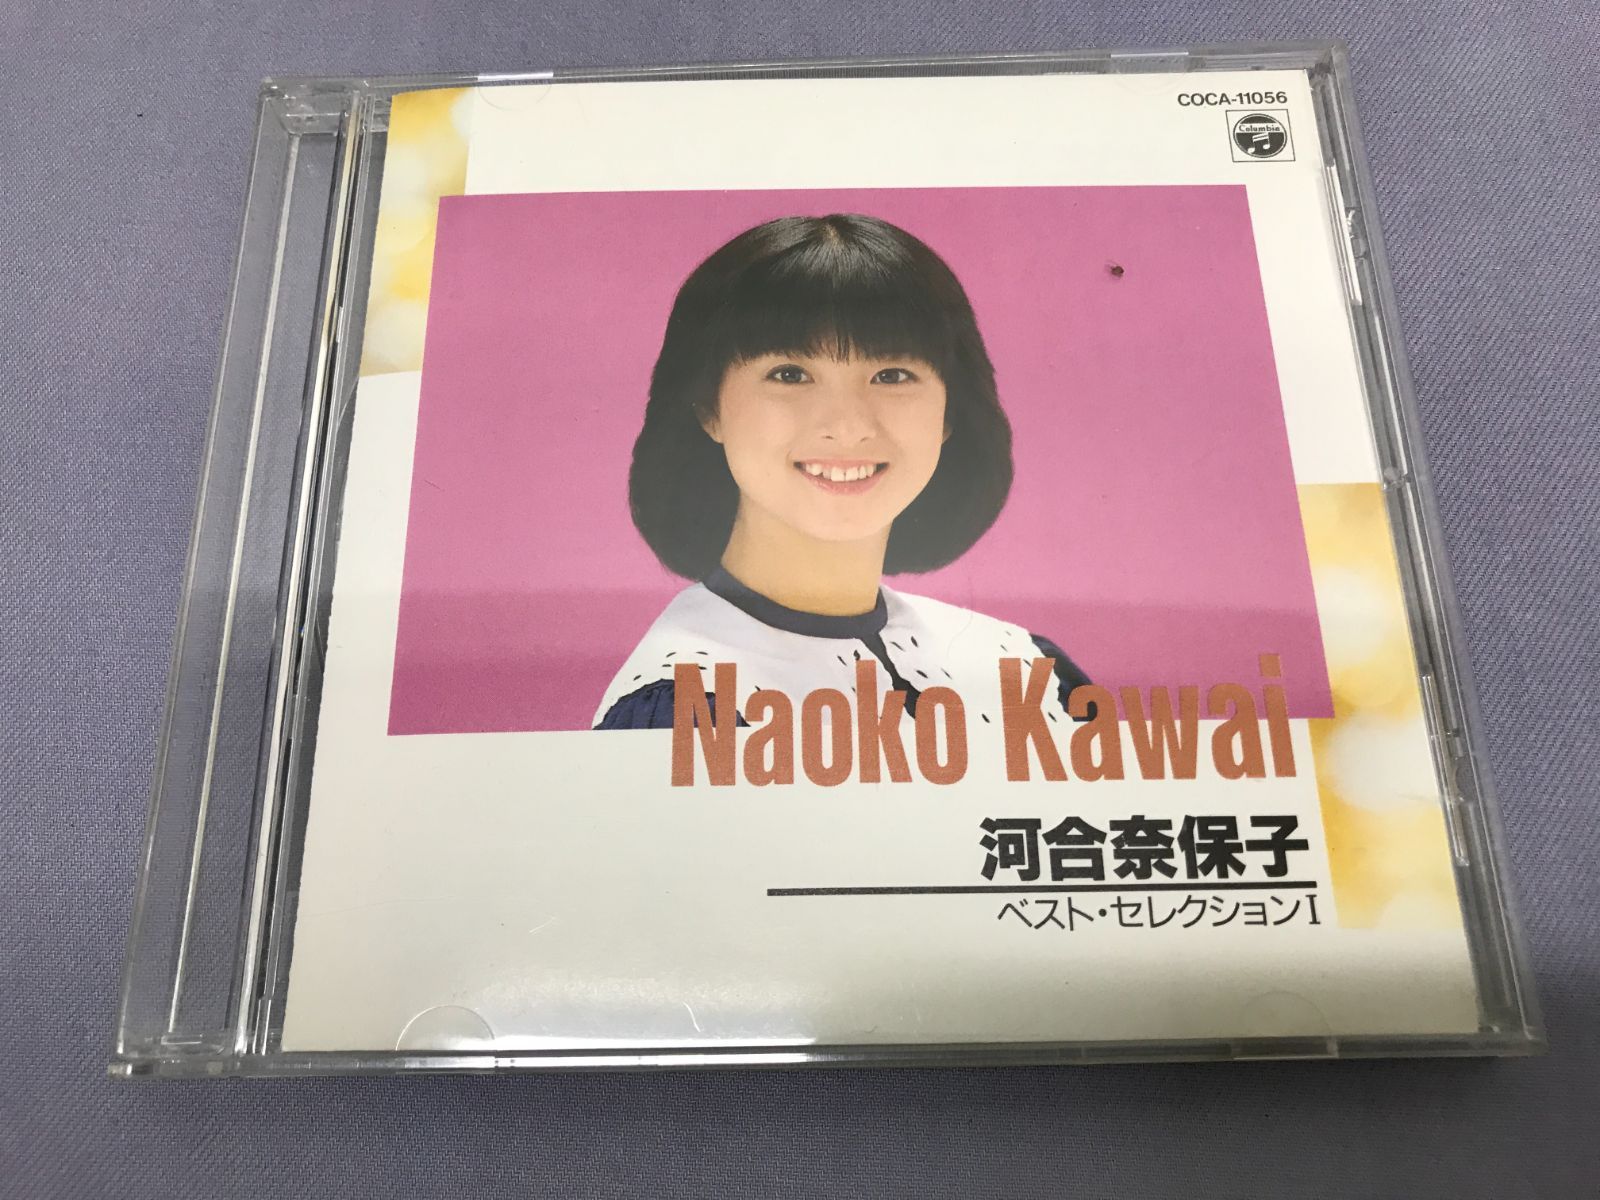 COCA-11056
Columbia
Naoko Kawai
河合奈保子
ベスト・セレクションI